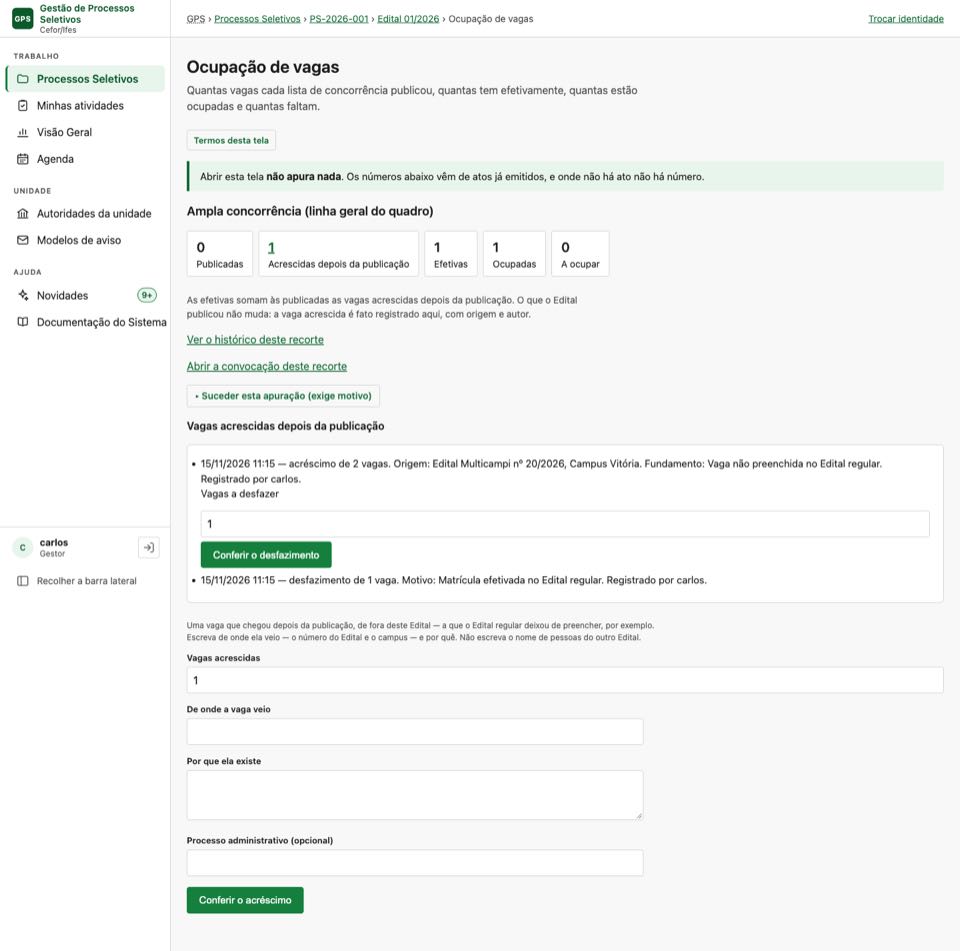 GPS
Gestão de Processos
Seletivos
Cefor/Ifes
GPS › Processos Seletivos › PS-2026-001 › Edital 01/2026 › Ocupação de vagas
Trocar identidade
TRABALHO
Processos Seletivos
Minhas atividades
Visão Geral
Agenda
UNIDADE
Autoridades da unidade
Modelos de aviso
AJUDA
Novidades
9+
Documentação do Sistema
C
carlos
Gestor
Recolher a barra lateral
Ocupação de vagas
Quantas vagas cada lista de concorrência publicou, quantas tem efetivamente, quantas estão
ocupadas e quantas faltam.
Termos desta tela
Abrir esta tela não apura nada. Os números abaixo vêm de atos já emitidos, e onde não há ato não há número.
Ampla concorrência (linha geral do quadro)
0
Publicadas
1
Acrescidas depois da publicação
1
Efetivas
1
Ocupadas
0
A ocupar
As efetivas somam às publicadas as vagas acrescidas depois da publicação. O que o Edital
publicou não muda: a vaga acrescida é fato registrado aqui, com origem e autor.
Ver o histórico deste recorte
Abrir a convocação deste recorte
• Suceder esta apuração (exige motivo)
Vagas acrescidas depois da publicação
• 15/11/2026 11:15 — acréscimo de 2 vagas. Origem: Edital Multicampi nº 20/2026, Campus Vitória. Fundamento: Vaga não preenchida no Edital regular.
Registrado por carlos.
Vagas a desfazer
1
Conferir o desfazimento
• 15/11/2026 11:15 — desfazimento de 1 vaga. Motivo: Matrícula efetivada no Edital regular. Registrado por carlos.
Uma vaga que chegou depois da publicação, de fora deste Edital — a que o Edital regular deixou de preencher, por exemplo.
Escreva de onde ela veio — o número do Edital e o campus — e por quê. Não escreva o nome de pessoas do outro Edital.
Vagas acrescidas
1
De onde a vaga veio
Por que ela existe
Processo administrativo (opcional)
Conferir o acréscimo